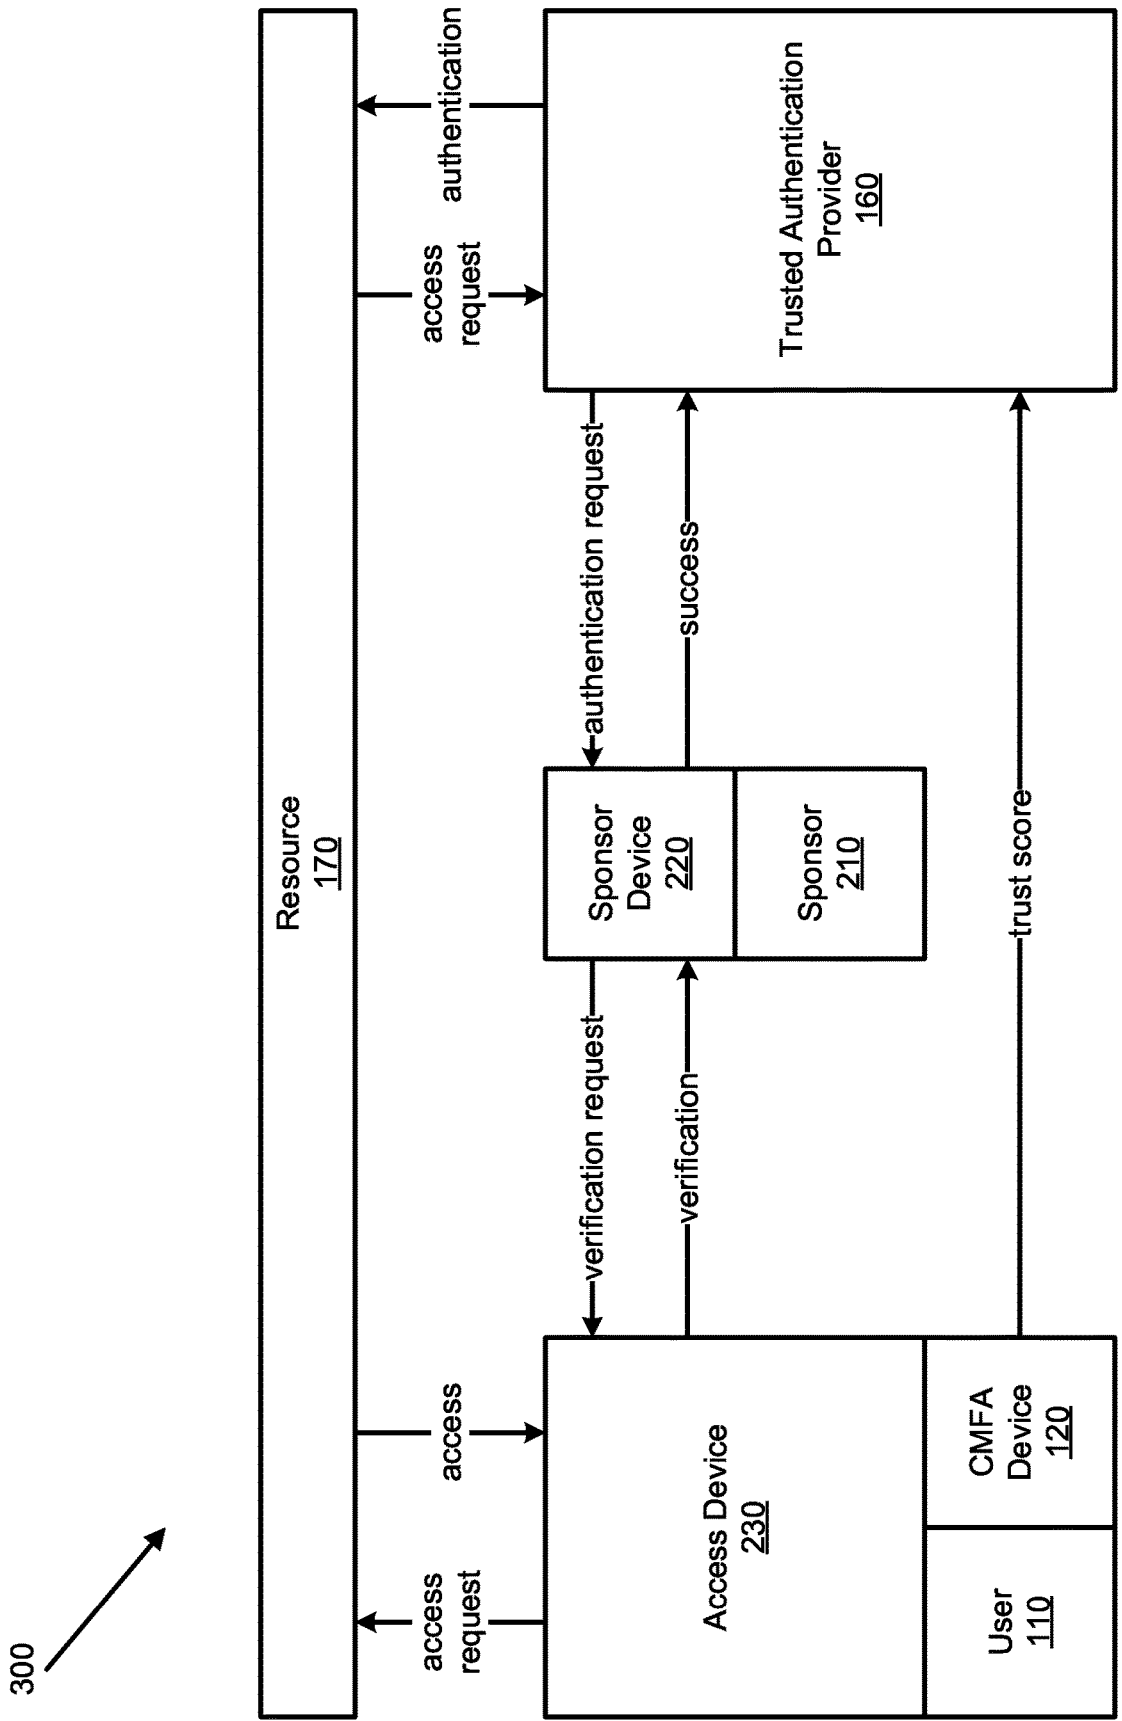 300
Resource
170
access
request
access
access
request
authentication
verification request
authentication request
Sponsor
Device
220
verification
success
Access Device
230
Trusted Authentication
Provider
160
Sponsor
210
User
110
CMFA
Device
120
trust score